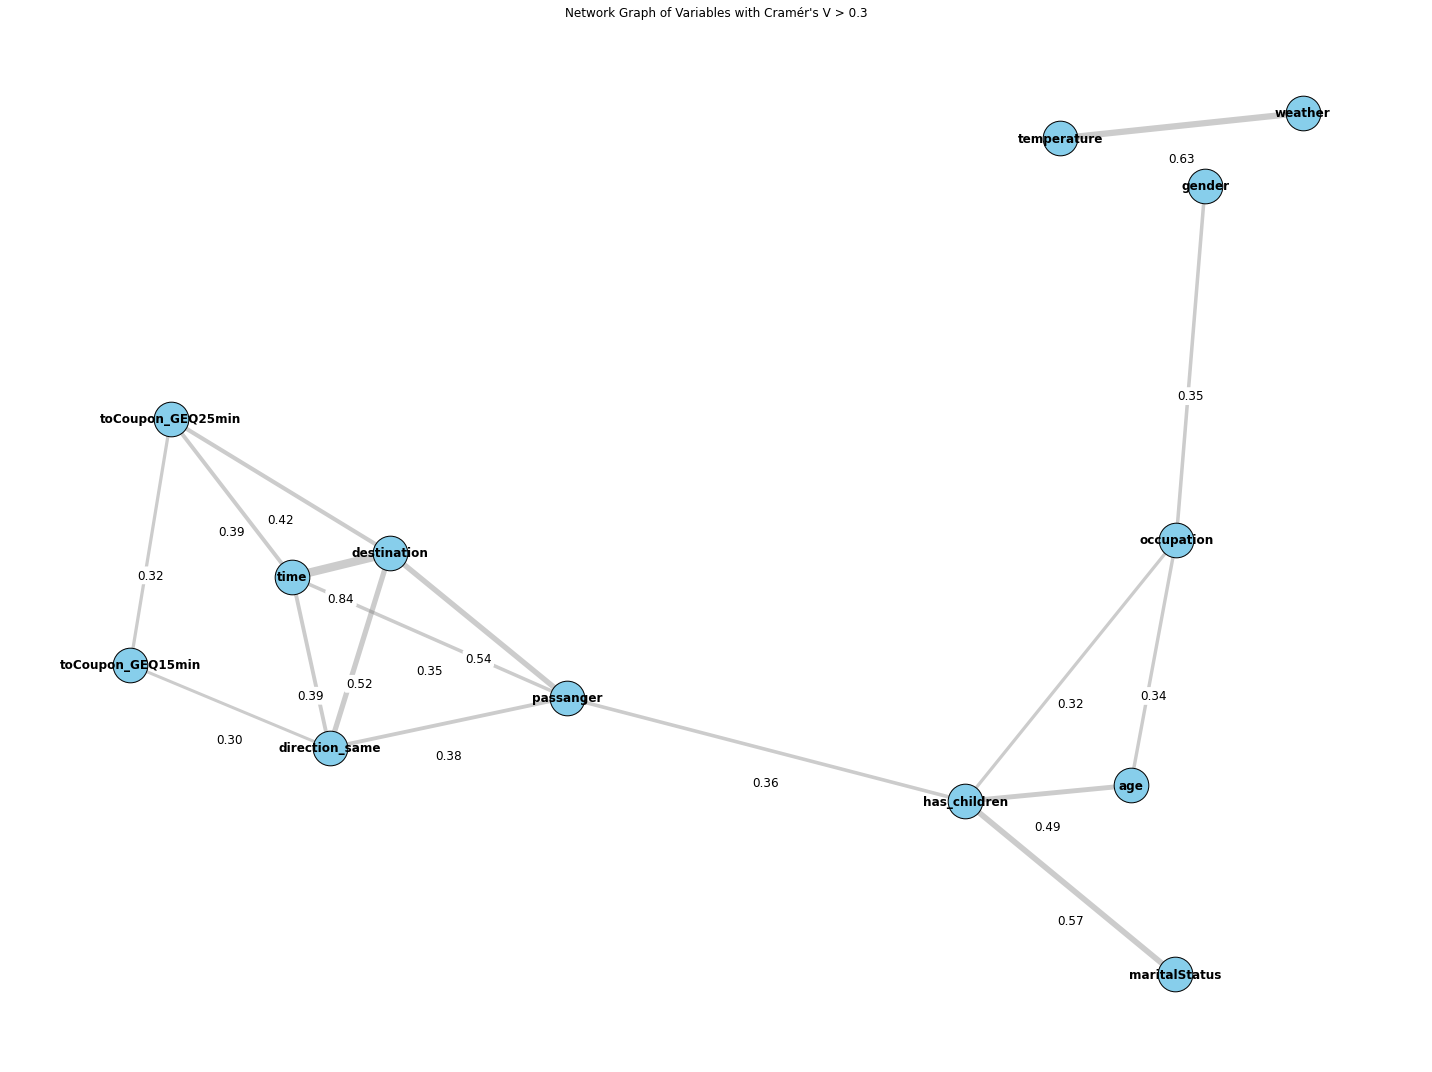 Network Graph of Variables with Cramér's V > 0.3
weather
temperature
0.63
gender
0.35
toCoupon_GEQ25min
0.42
0.39
occupation
destination
0.32
time
0.84
0.54
toCoupon_GEQ15min
0.35
0.52
0.39
0.34
passanger
0.32
0.30
direction_same
0.38
0.36
age
has_children
0.49
0.57
maritalStatus